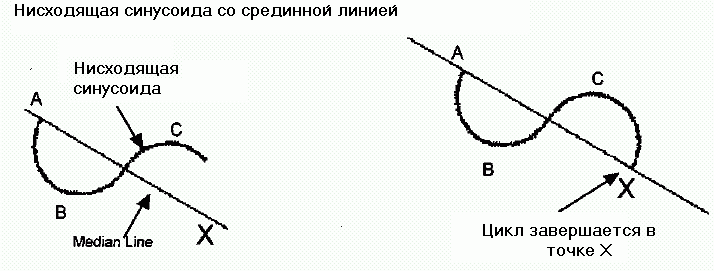 Нисходящая синусоида со срединной линией
Нисходящая
синусоида
A
C
B
Median Line
X
A
C
B
X
Цикл завершается в
точке X